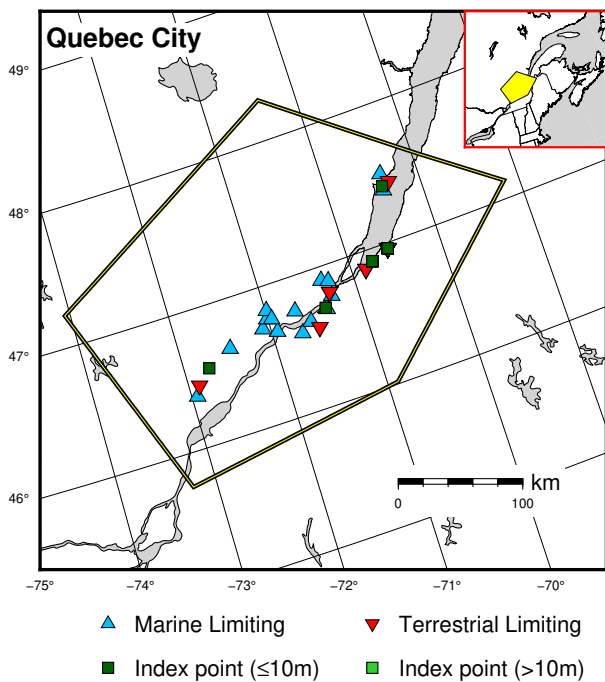 Quebec City
49°
48°
47°
46°
km
0 100
−75° −74° −73° −72° −71° −70°
Marine Limiting Terrestrial Limiting
Index point (≤10m) Index point (>10m)